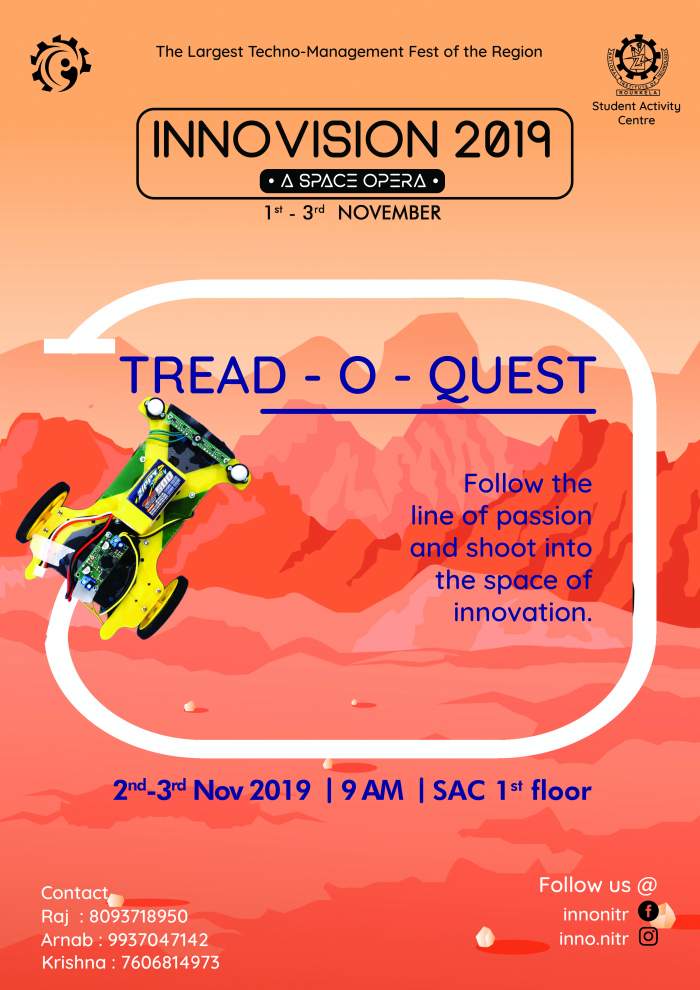 The Largest Techno-Management Fest of the Region
ROURKELA
Student Activity
Centre
INNOVISION 2019
• A SPACE OPERA •
1st - 3rd NOVEMBER
TREAD - O - QUEST
500
Follow the
line of passion
and shoot into
the space of
innovation.
2nd-3rd Nov 2019 | 9 AM | SAC 1st floor
Contact
Raj : 8093718950
Arnab : 9937047142
Krishna : 7606814973
Follow us @
innonitr
inno.nitr